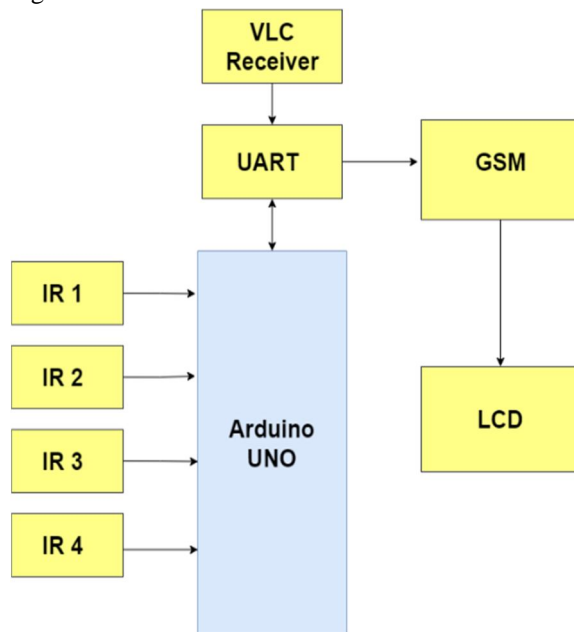 VLC
Receiver
UART
GSM
IR 1
IR 2
IR 3
IR 4
Arduino
UNO
LCD